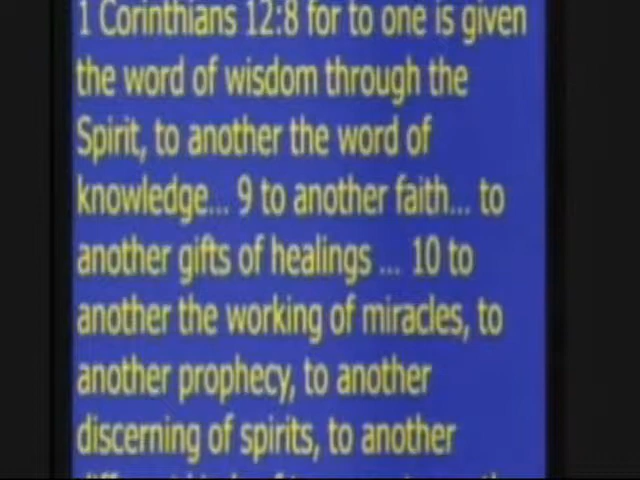 1 Corinthians 12:8 for to one is given
the word of wisdom through the
Spirit, to another the word of
knowledge... 9 to another faith... to
another gifts of healings ... 10 to
another the working of miracles, to
another prophecy, to another
discerning of spirits, to another